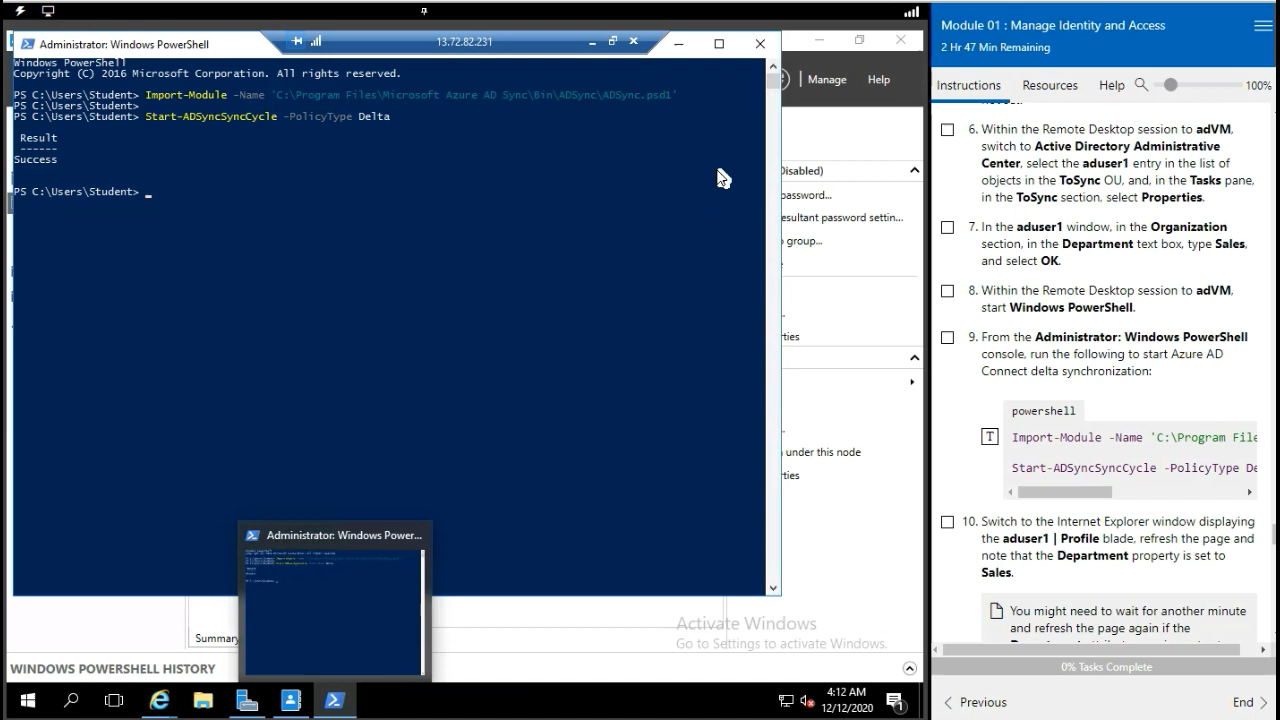 Administrator: Windows PowerShell
13.72.82.231
Windows PowerShell
Copyright (C) 2016 Microsoft Corporation. All rights reserved.
PS C:\Users\Student> Import-Module -Name 'C:\Program Files\Microsoft Azure AD Sync\Bin\ADSync\ADSync.psd1'
PS C:\Users\Student>
PS C:\Users\Student> Start-ADSyncSyncCycle -PolicyType Delta
Result
------
Success
PS C:\Users\Student> _
Manage
Help
Disabled)
password...
esultant password settin...
group...
rties
under this node
erties
Administrator: Windows Power...
Summary
Activate Windows
Go to Settings to activate Windows.
WINDOWS POWERSHELL HISTORY
4:12 AM
12/12/2020
1
Module 01 : Manage Identity and Access
2 Hr 47 Min Remaining
Instructions
Resources
Help
100%
6. Within the Remote Desktop session to adVM,
switch to Active Directory Administrative
Center, select the aduser1 entry in the list of
objects in the ToSync OU, and, in the Tasks pane,
in the ToSync section, select Properties.
7. In the aduser1 window, in the Organization
section, in the Department text box, type Sales,
and select OK.
8. Within the Remote Desktop session to adVM,
start Windows PowerShell.
9. From the Administrator: Windows PowerShell
console, run the following to start Azure AD
Connect delta synchronization:
powershell
T
Import-Module -Name 'C:\Program File
Start-ADSyncSyncCycle -PolicyType De
10. Switch to the Internet Explorer window displaying
the aduser1 | Profile blade, refresh the page and
note that the Department property is set to
Sales.
You might need to wait for another minute
and refresh the page again if the
0% Tasks Complete
Previous
End